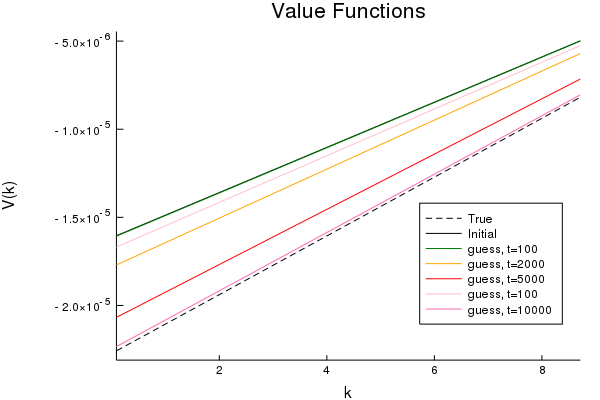 Value Functions
- 5.0×10⁻⁶
- 1.0×10⁻⁵
- 1.5×10⁻⁵
- 2.0×10⁻⁵
V(k)
True
Initial
guess, t=100
guess, t=2000
guess, t=5000
guess, t=100
guess, t=10000
2 4 6 8
k